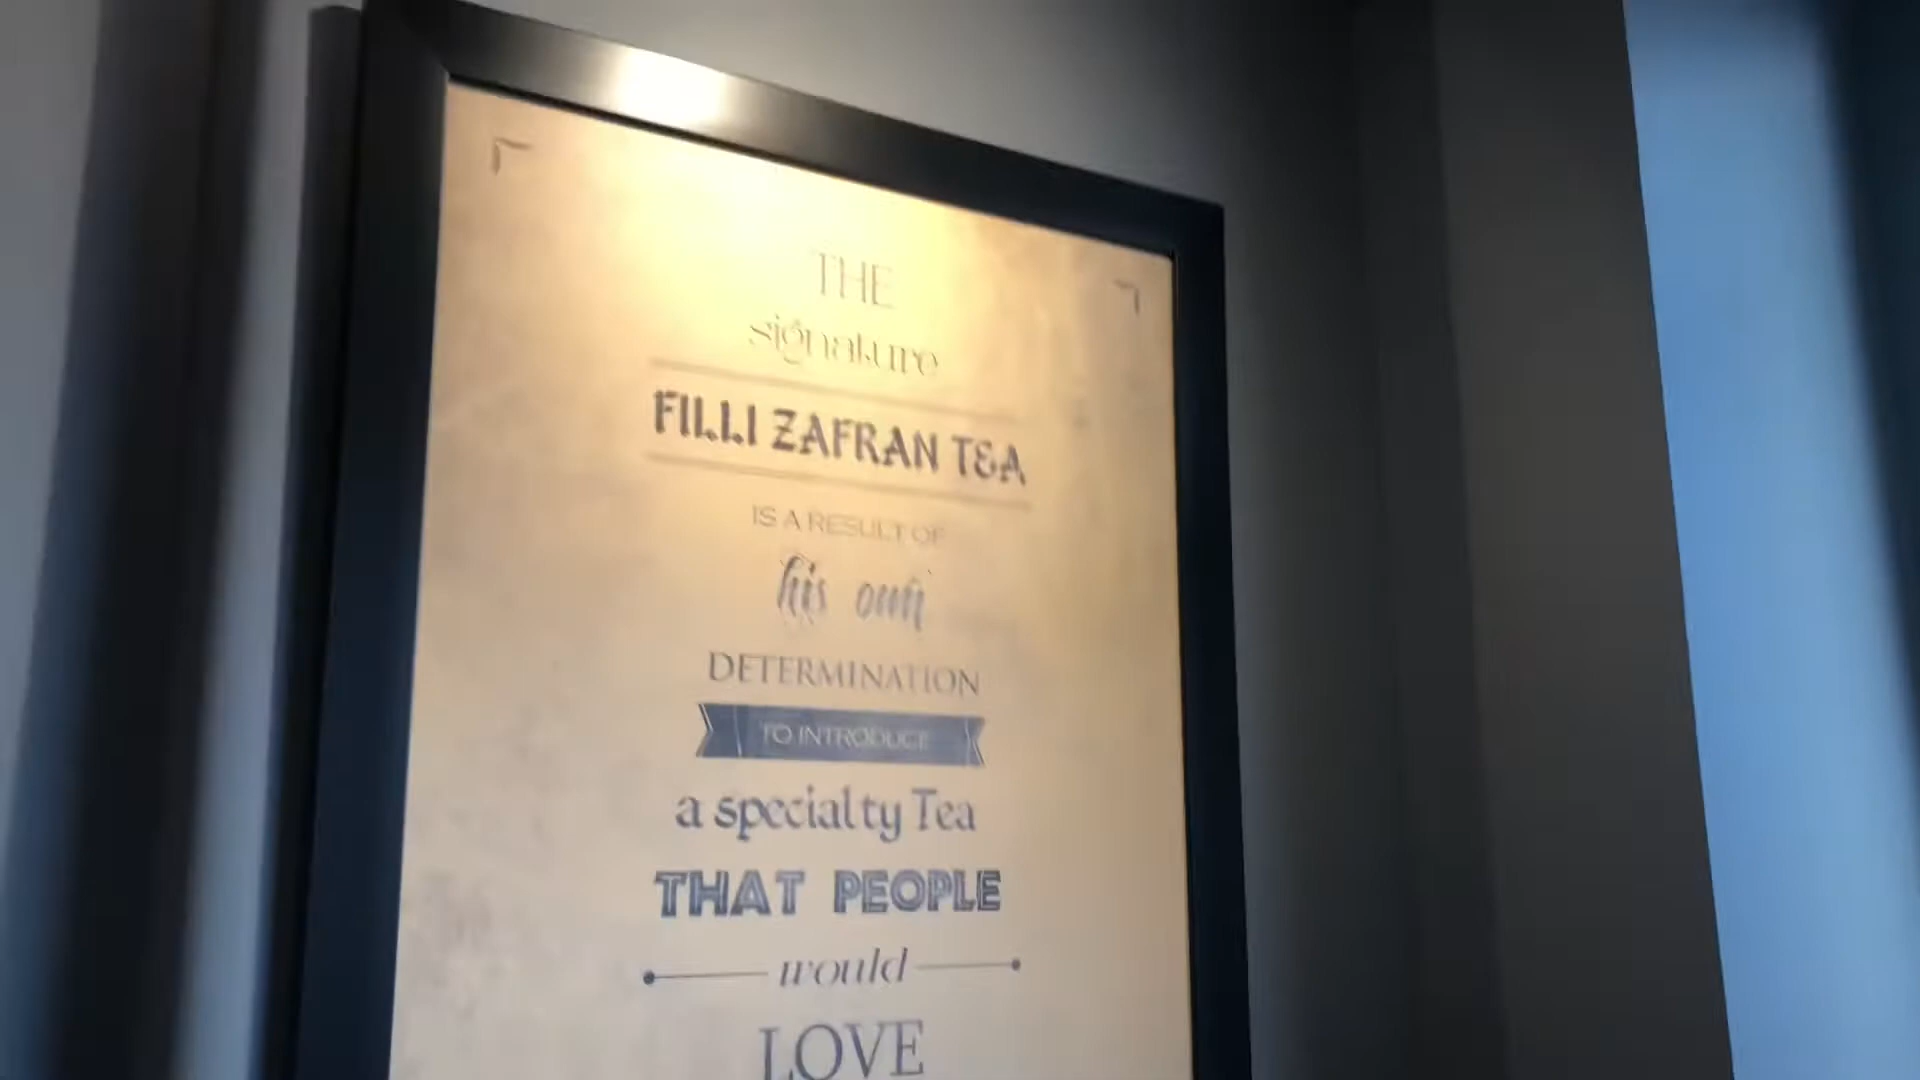 THE
signature
FILLI ZAFRAN TEA
IS A RESULT OF
his own
DETERMINATION
TO INTRODUCE
a specialty Tea
THAT PEOPLE
would
LOVE